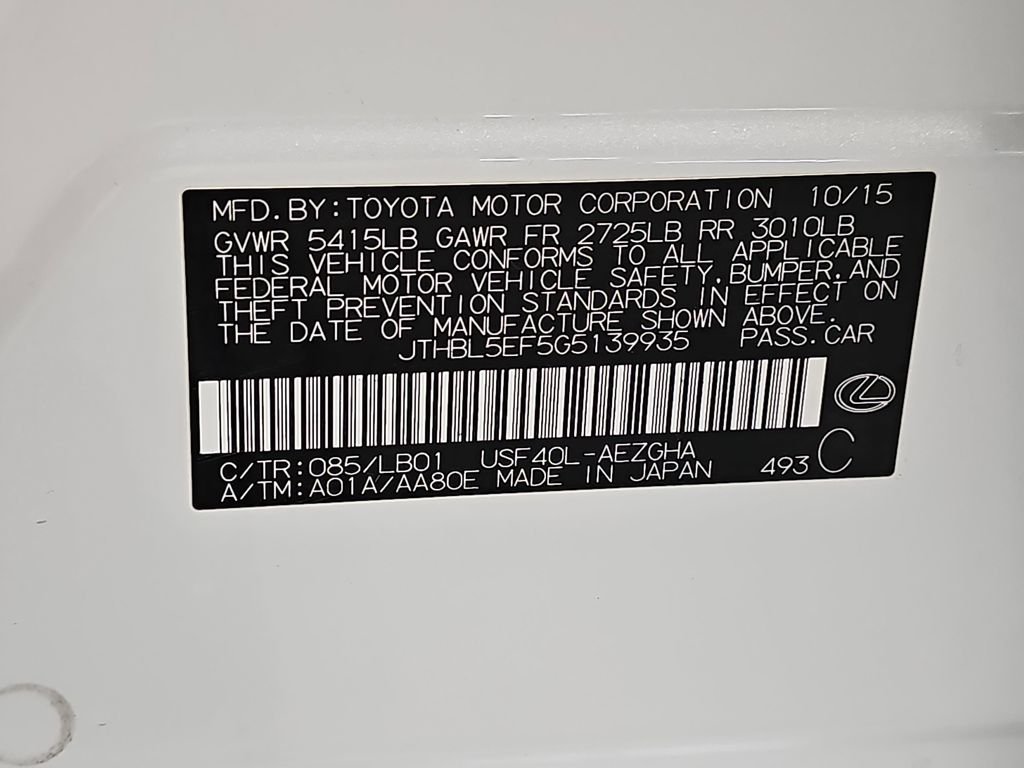 MFD.BY:TOYOTA MOTOR CORPORATION 10/15
GVWR 5415LB GAWR FR 2725LB RR 3010LB
THIS VEHICLE CONFORMS TO ALL APPLICABLE
FEDERAL MOTOR VEHICLE SAFETY,BUMPER,AND
THEFT PREVENTION STANDARDS IN EFFECT ON
THE DATE OF MANUFACTURE SHOWN ABOVE.
JTHBL5EF5G5139935 PASS.CAR
C/TR:085/LB01 USF40L-AEZGHA
A/TM:A01A/AA80E MADE IN JAPAN 493 C